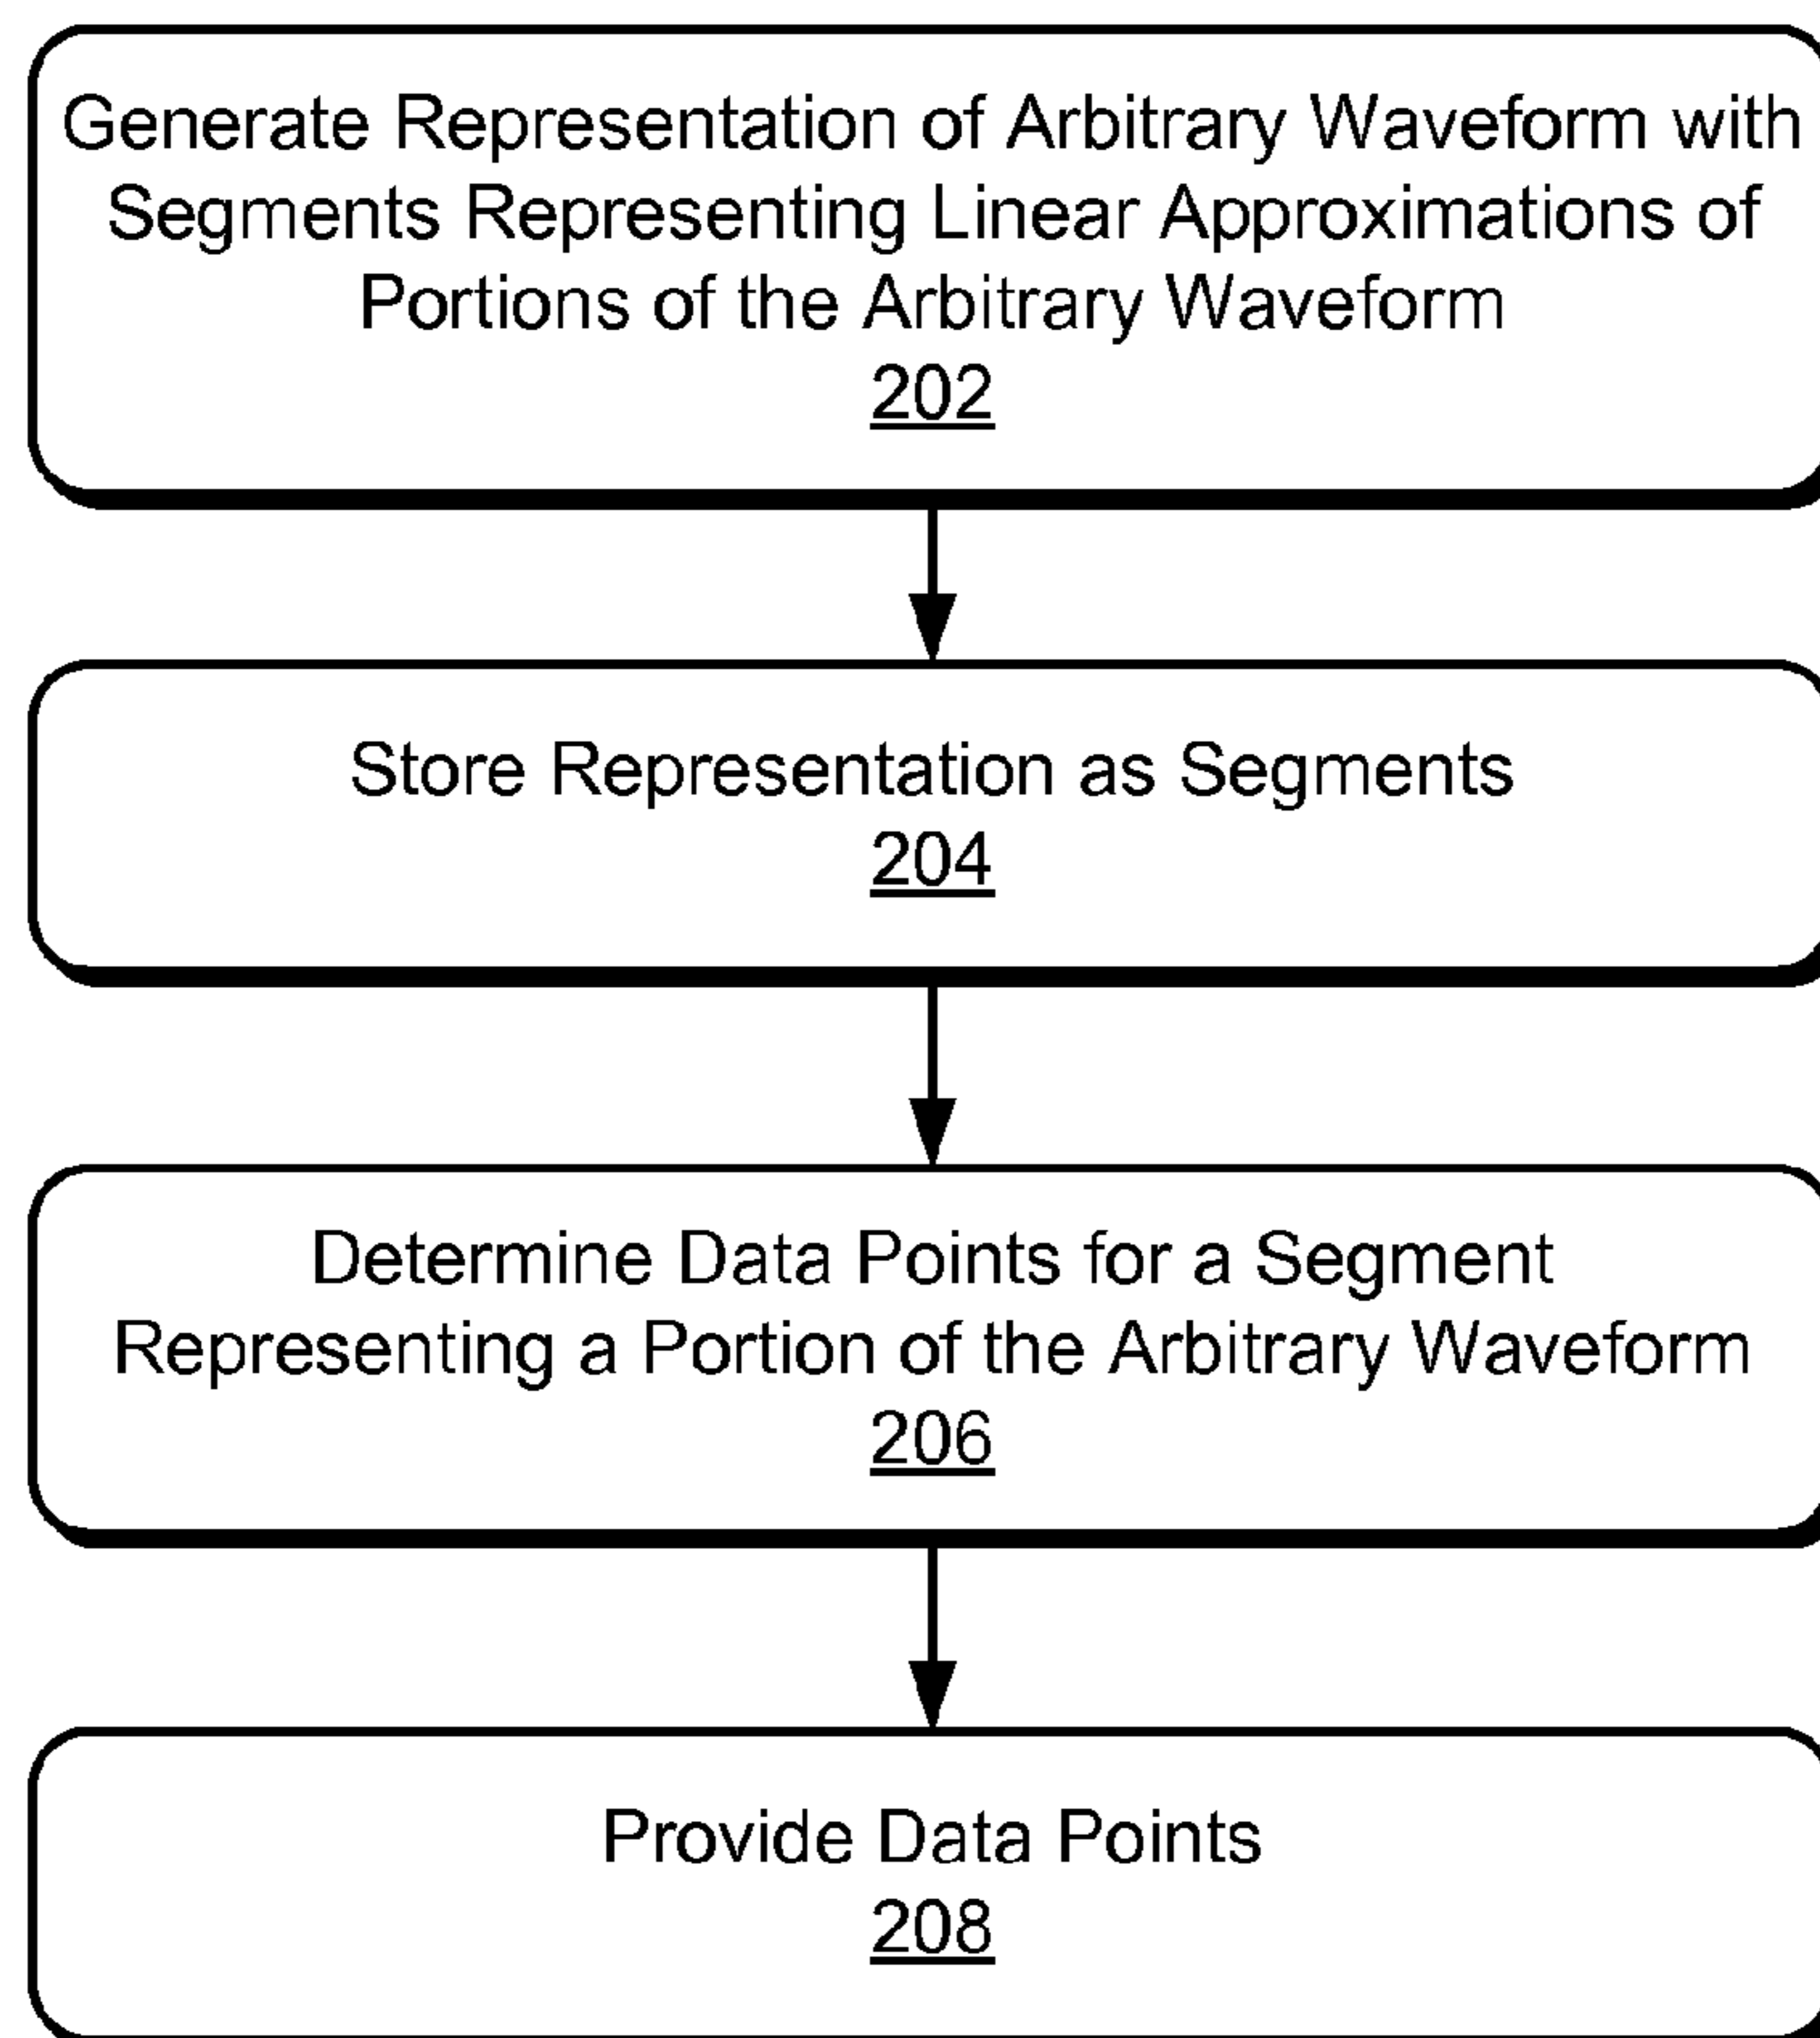 Generate Representation of Arbitrary Waveform with
Segments Representing Linear Approximations of
Portions of the Arbitrary Waveform
202
Store Representation as Segments
204
Determine Data Points for a Segment
Representing a Portion of the Arbitrary Waveform
206
Provide Data Points
208